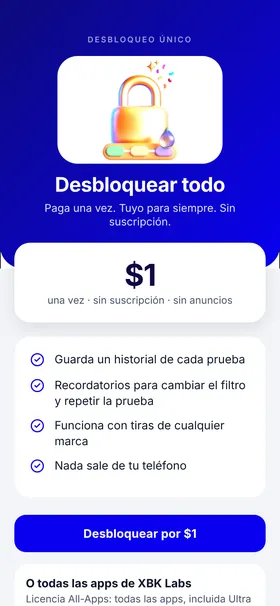 DESBLOQUEO ÚNICO
Desbloquear todo
Paga una vez. Tuyo para siempre. Sin
suscripción.
$1
una vez · sin suscripción · sin anuncios
Guarda un historial de cada prueba
Recordatorios para cambiar el filtro
y repetir la prueba
Funciona con tiras de cualquier
marca
Nada sale de tu teléfono
Desbloquear por $1
O todas las apps de XBK Labs
Licencia All-Apps: todas las apps, incluida Ultra